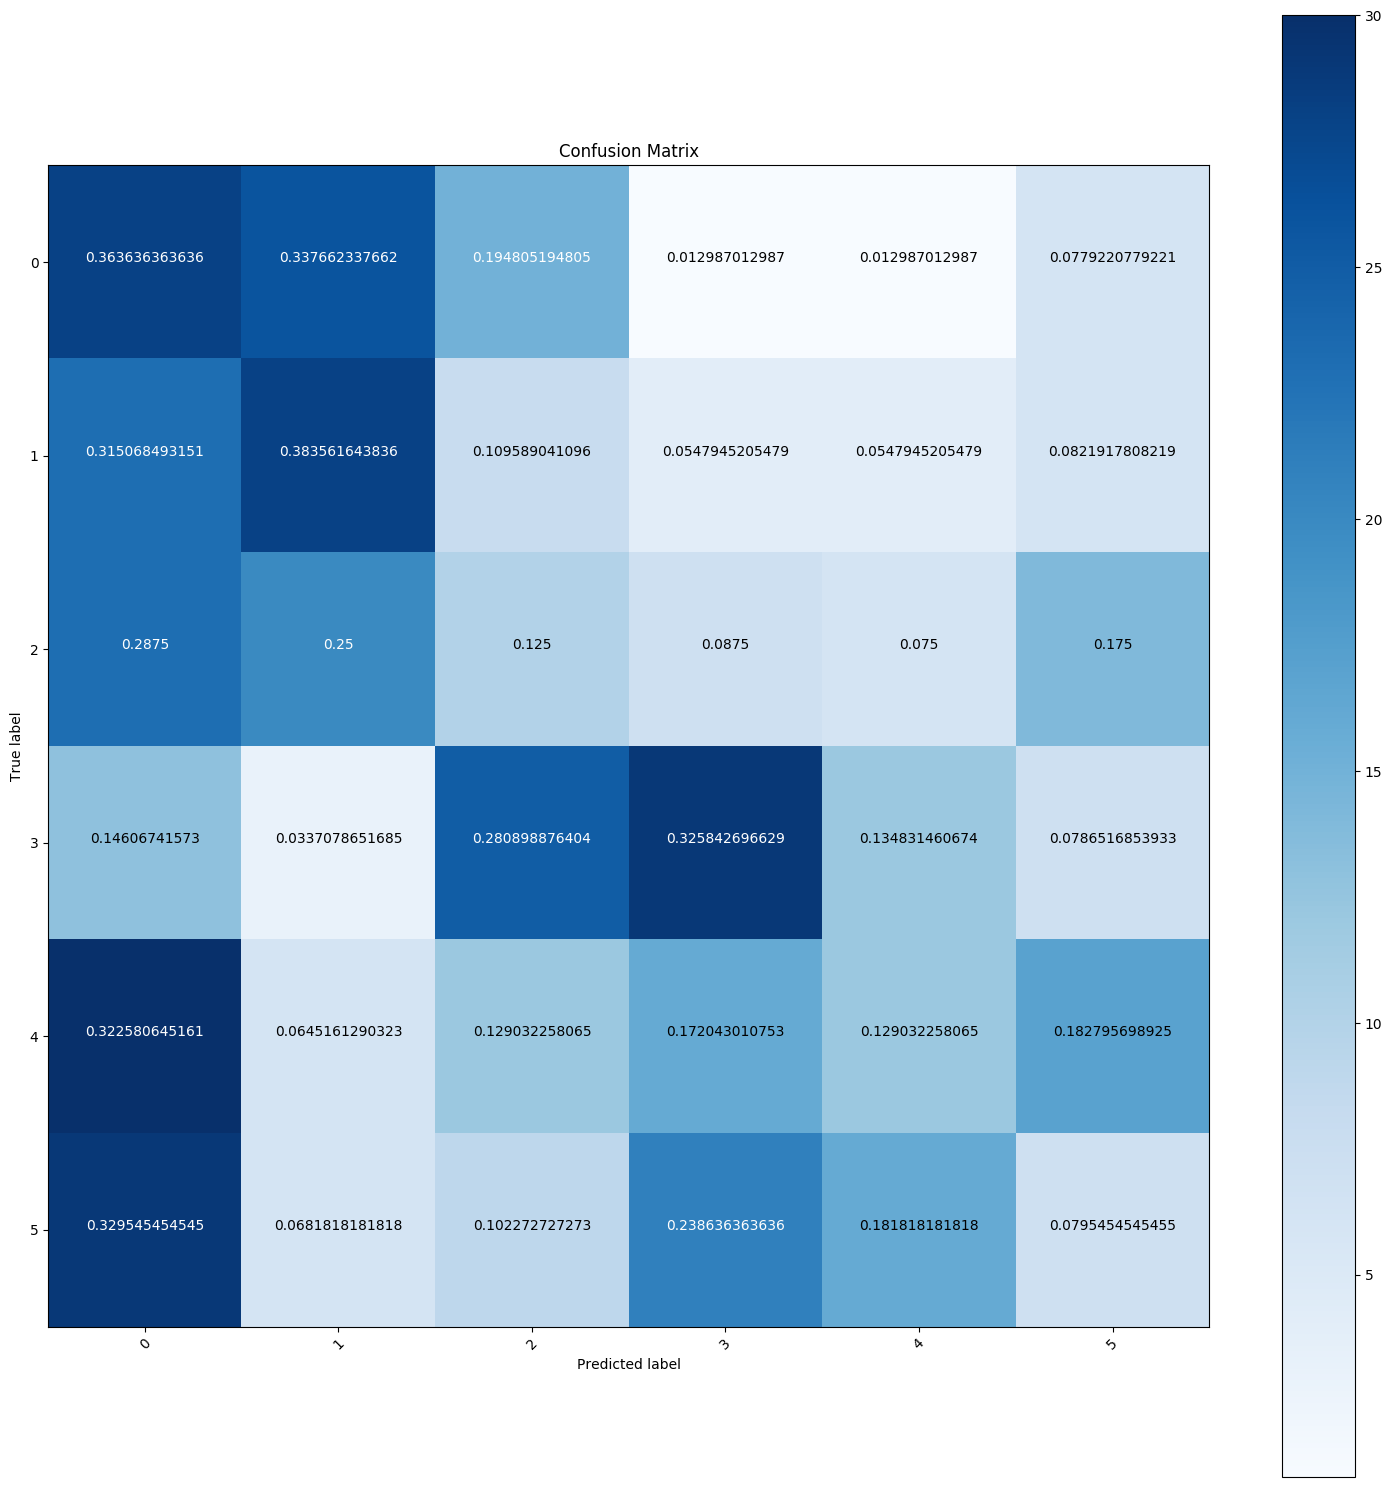 Confusion Matrix
0 0.363636363636 0.337662337662 0.194805194805 0.012987012987 0.012987012987 0.0779220779221
1 0.315068493151 0.383561643836 0.109589041096 0.0547945205479 0.0547945205479 0.0821917808219
2 0.2875 0.25 0.125 0.0875 0.075 0.175
3 0.14606741573 0.0337078651685 0.280898876404 0.325842696629 0.134831460674 0.0786516853933
4 0.322580645161 0.0645161290323 0.129032258065 0.172043010753 0.129032258065 0.182795698925
5 0.329545454545 0.0681818181818 0.102272727273 0.238636363636 0.181818181818 0.0795454545455
True label
0 1 2 3 4 5
Predicted label
30
25
20
15
10
5